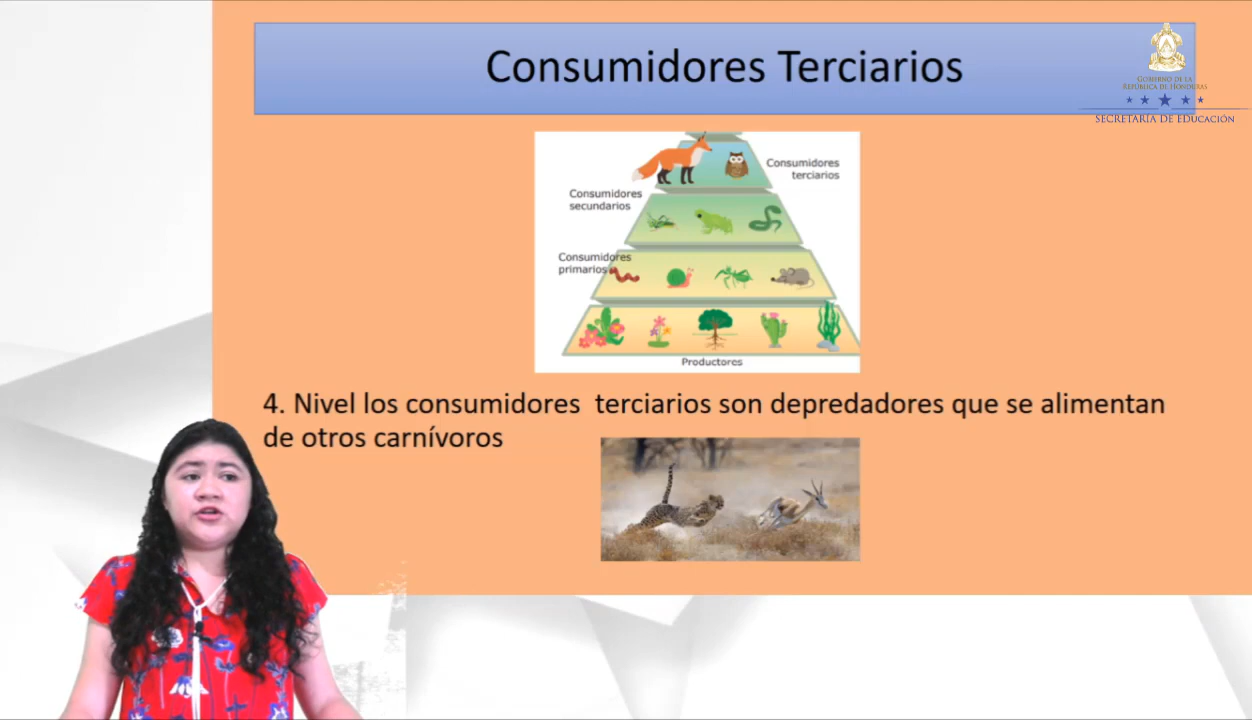 Consumidores Terciarios
GOBIERNO DE LA
REPÚBLICA DE HONDURAS
SECRETARÍA DE EDUCACIÓN
Consumidores
terciarios
Consumidores
secundarios
Consumidores
primarios
Productores
4. Nivel los consumidores terciarios son depredadores que se alimentan
de otros carnívoros